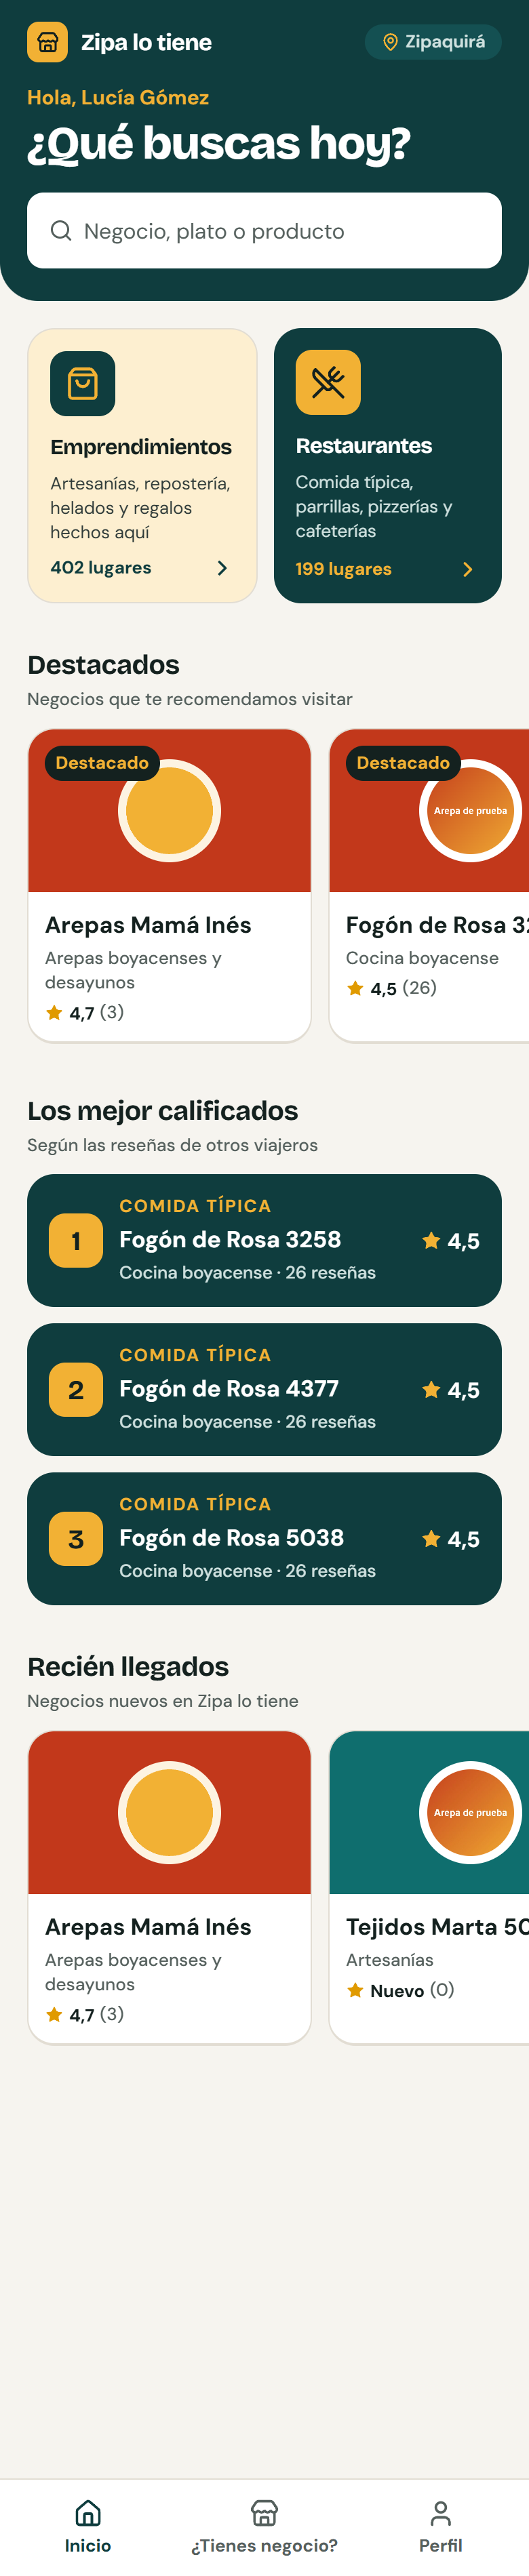 Zipa lo tiene
Zipaquirá
Hola, Lucía Gómez
¿Qué buscas hoy?
Negocio, plato o producto
Emprendimientos
Artesanías, repostería,
helados y regalos
hechos aquí
402 lugares
Restaurantes
Comida típica,
parrillas, pizzerías y
cafeterías
199 lugares
Destacados
Negocios que te recomendamos visitar
Destacado
Arepas Mamá Inés
Arepas boyacenses y
desayunos
4,7 (3)
Destacado
Arepa de prueba
Fogón de Rosa 32
Cocina boyacense
4,5 (26)
Los mejor calificados
Según las reseñas de otros viajeros
1
COMIDA TÍPICA
Fogón de Rosa 3258
Cocina boyacense · 26 reseñas
4,5
2
COMIDA TÍPICA
Fogón de Rosa 4377
Cocina boyacense · 26 reseñas
4,5
3
COMIDA TÍPICA
Fogón de Rosa 5038
Cocina boyacense · 26 reseñas
4,5
Recién llegados
Negocios nuevos en Zipa lo tiene
Arepas Mamá Inés
Arepas boyacenses y
desayunos
4,7 (3)
Arepa de prueba
Tejidos Marta 50
Artesanías
Nuevo (0)
Inicio
¿Tienes negocio?
Perfil